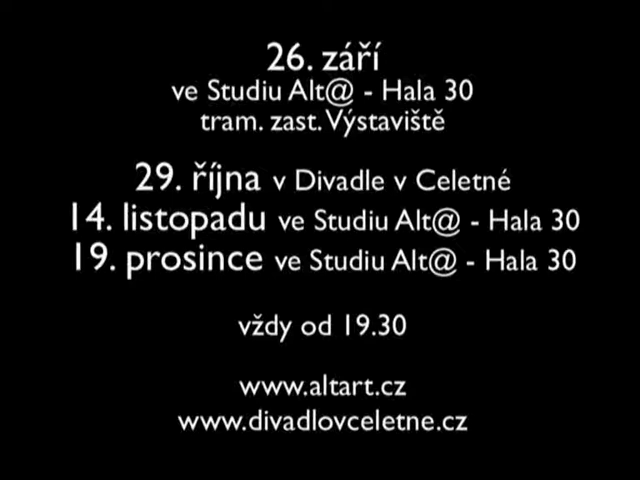 26. září
ve Studiu Alt@ - Hala 30
tram. zast. Výstaviště
29. října v Divadle v Celetné
14. listopadu ve Studiu Alt@ - Hala 30
19. prosince ve Studiu Alt@ - Hala 30
vždy od 19.30
www.altart.cz
www.divadlovceletne.cz